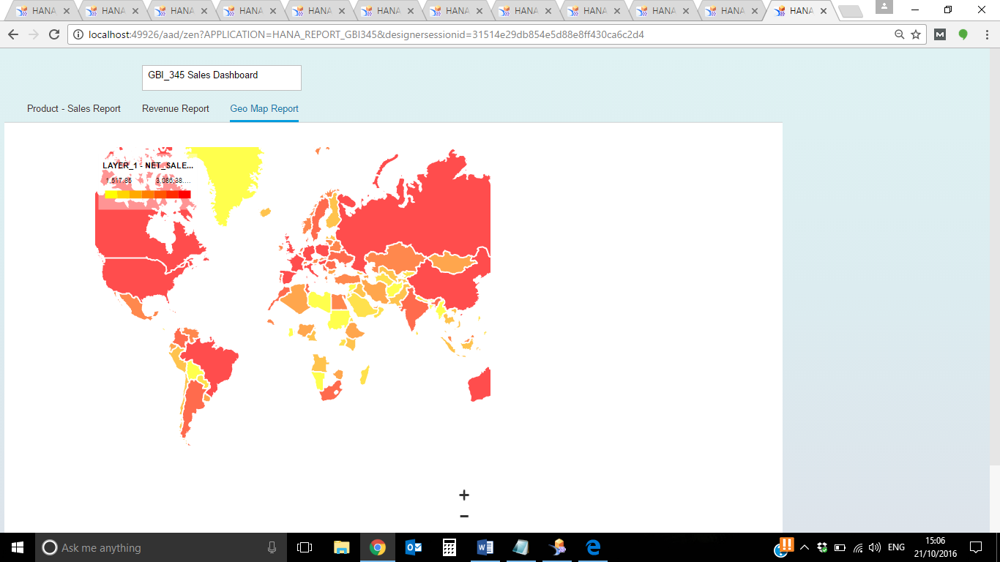 HANA HANA HANA HANA HANA HANA HANA HANA HANA HANA HANA HANA
localhost:49926/aad/zen?APPLICATION=HANA_REPORT_GBI345&designersessionid=31514e29db854e5d88e8ff430ca6c2d4
M
GBI_345 Sales Dashboard
Product - Sales Report Revenue Report Geo Map Report
LAYER_1 - NET_SALE...
1,517.85 3,086,38....
+
−
Ask me anything
ENG
15:06
21/10/2016